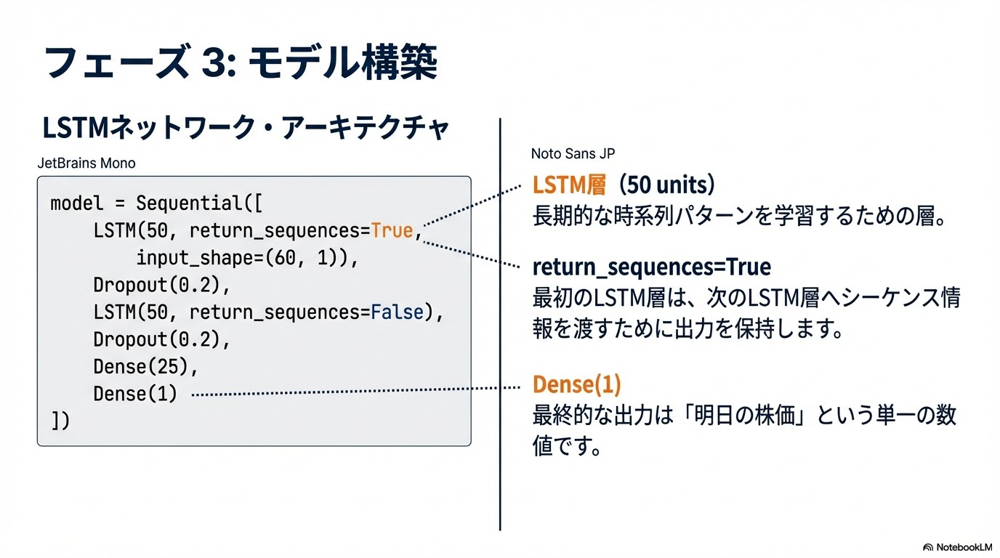 フェーズ 3: モデル構築
LSTMネットワーク・アーキテクチャ
JetBrains Mono
model = Sequential([
    LSTM(50, return_sequences=True,
        input_shape=(60, 1)),
    Dropout(0.2),
    LSTM(50, return_sequences=False),
    Dropout(0.2),
    Dense(25),
    Dense(1)
])
Noto Sans JP
LSTM層（50 units）
長期的な時系列パターンを学習するための層。
return_sequences=True
最初のLSTM層は、次のLSTM層へシーケンス情
報を渡すために出力を保持します。
Dense(1)
最終的な出力は「明日の株価」という単一の数
値です。
NotebookLM